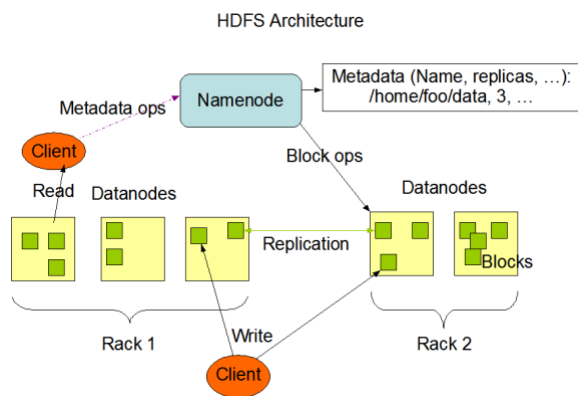 HDFS Architecture
Metadata (Name, replicas, …):
/home/foo/data, 3, …
Namenode
Metadata ops
Client
Block ops
Read
Datanodes
Datanodes
Replication
Blocks
Write
Rack 1
Rack 2
Client